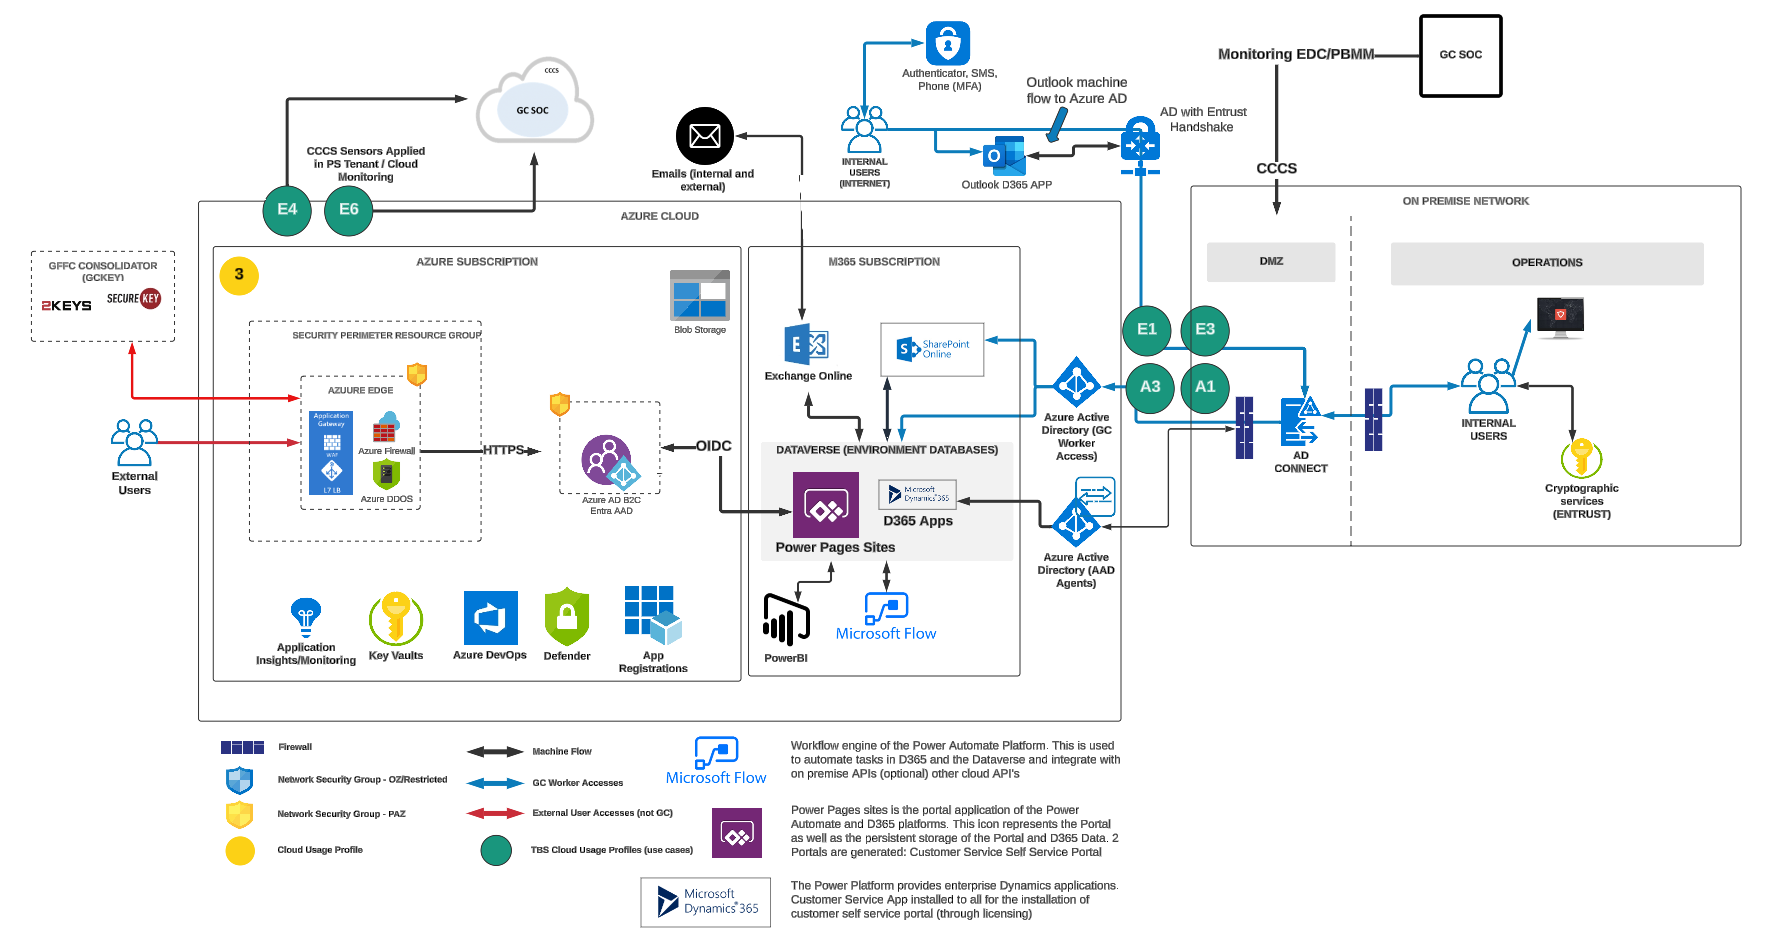 CCCS
GC SOC
CCCS Sensors Applied
in PS Tenant / Cloud
Monitoring
E4
E6
Emails (internal and
external)
Authenticator, SMS,
Phone (MFA)
INTERNAL
USERS
(INTERNET)
Outlook machine
flow to Azure AD
Outlook D365 APP
AD with Entrust
Handshake
Monitoring EDC/PBMM
GC SOC
CCCS
AZURE CLOUD
ON PREMISE NETWORK
GFFC CONSOLIDATOR
(GCKEY)
2KEYS
SECURE KEY
External
Users
3
AZURE SUBSCRIPTION
Blob Storage
SECURITY PERIMETER RESOURCE GROUP
AZUURE EDGE
Application
Gateway
WAF
L7 LB
Azure Firewall
Azure DDOS
HTTPS
Azure AD B2C
Entra AAD
OIDC
Application
Insights/Monitoring
Key Vaults
Azure DevOps
Defender
App
Registrations
M365 SUBSCRIPTION
E
Exchange Online
S
SharePoint
Online
DATAVERSE (ENVIRONMENT DATABASES)
Microsoft
Dynamics 365
D365 Apps
Power Pages Sites
PowerBI
Microsoft Flow
Azure Active
Directory (GC
Worker
Access)
Azure Active
Directory (AAD
Agents)
E1
E3
A3
A1
DMZ
OPERATIONS
AD
CONNECT
INTERNAL
USERS
Cryptographic
services
(ENTRUST)
Firewall
Network Security Group - OZ/Restricted
Network Security Group - PAZ
Cloud Usage Profile
Machine Flow
GC Worker Accesses
External User Accesses (not GC)
TBS Cloud Usage Profiles (use cases)
Microsoft Flow
Workflow engine of the Power Automate Platform. This is used
to automate tasks in D365 and the Dataverse and integrate with
on premise APIs (optional) other cloud API's
Power Pages sites is the portal application of the Power
Automate and D365 platforms. This icon represents the Portal
as well as the persistent storage of the Portal and D365 Data. 2
Portals are generated: Customer Service Self Service Portal
Microsoft
Dynamics 365
The Power Platform provides enterprise Dynamics applications.
Customer Service App installed to all for the installation of
customer self service portal (through licensing)